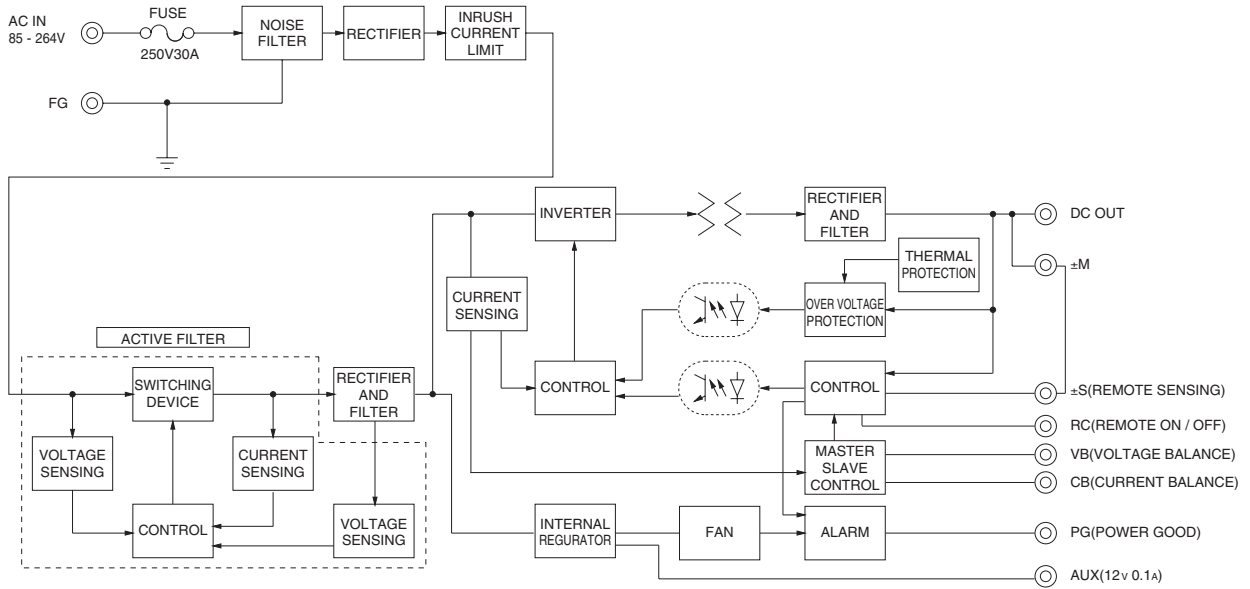 AC IN
85 - 264V
FUSE
250V30A
NOISE
FILTER
RECTIFIER
INRUSH
CURRENT
LIMIT
FG
INVERTER
RECTIFIER
AND
FILTER
DC OUT
THERMAL
PROTECTION
±M
CURRENT
SENSING
OVER VOLTAGE
PROTECTION
ACTIVE FILTER
SWITCHING
DEVICE
RECTIFIER
AND
FILTER
CONTROL
CONTROL
±S(REMOTE SENSING)
RC(REMOTE ON / OFF)
VOLTAGE
SENSING
CURRENT
SENSING
MASTER
SLAVE
CONTROL
VB(VOLTAGE BALANCE)
CB(CURRENT BALANCE)
CONTROL
VOLTAGE
SENSING
INTERNAL
REGURATOR
FAN
ALARM
PG(POWER GOOD)
AUX(12V 0.1A)